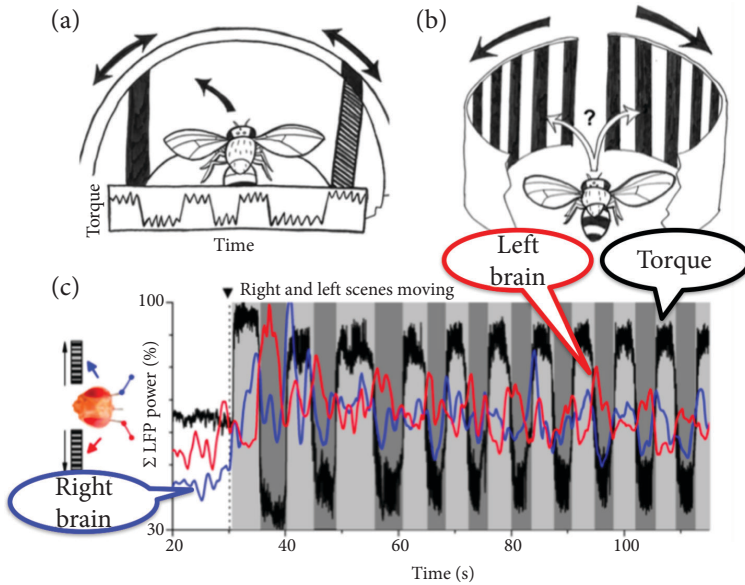 (a)
(b)
?
Torque
Time
Left
brain
Torque
(c)
Right and left scenes moving
100
Σ LFP power (%)
Right
brain
30
20
40
60
80
100
Time (s)